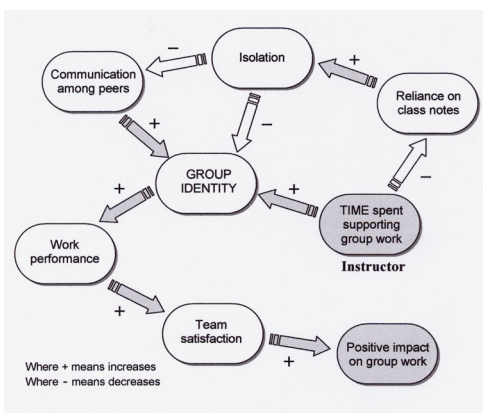 Isolation
Communication
among peers
Reliance on
class notes
GROUP
IDENTITY
TIME spent
supporting
group work
Instructor
Work
performance
Team
satisfaction
Positive impact
on group work
Where + means increases
Where - means decreases
−
+
+
−
+
+
−
+
+